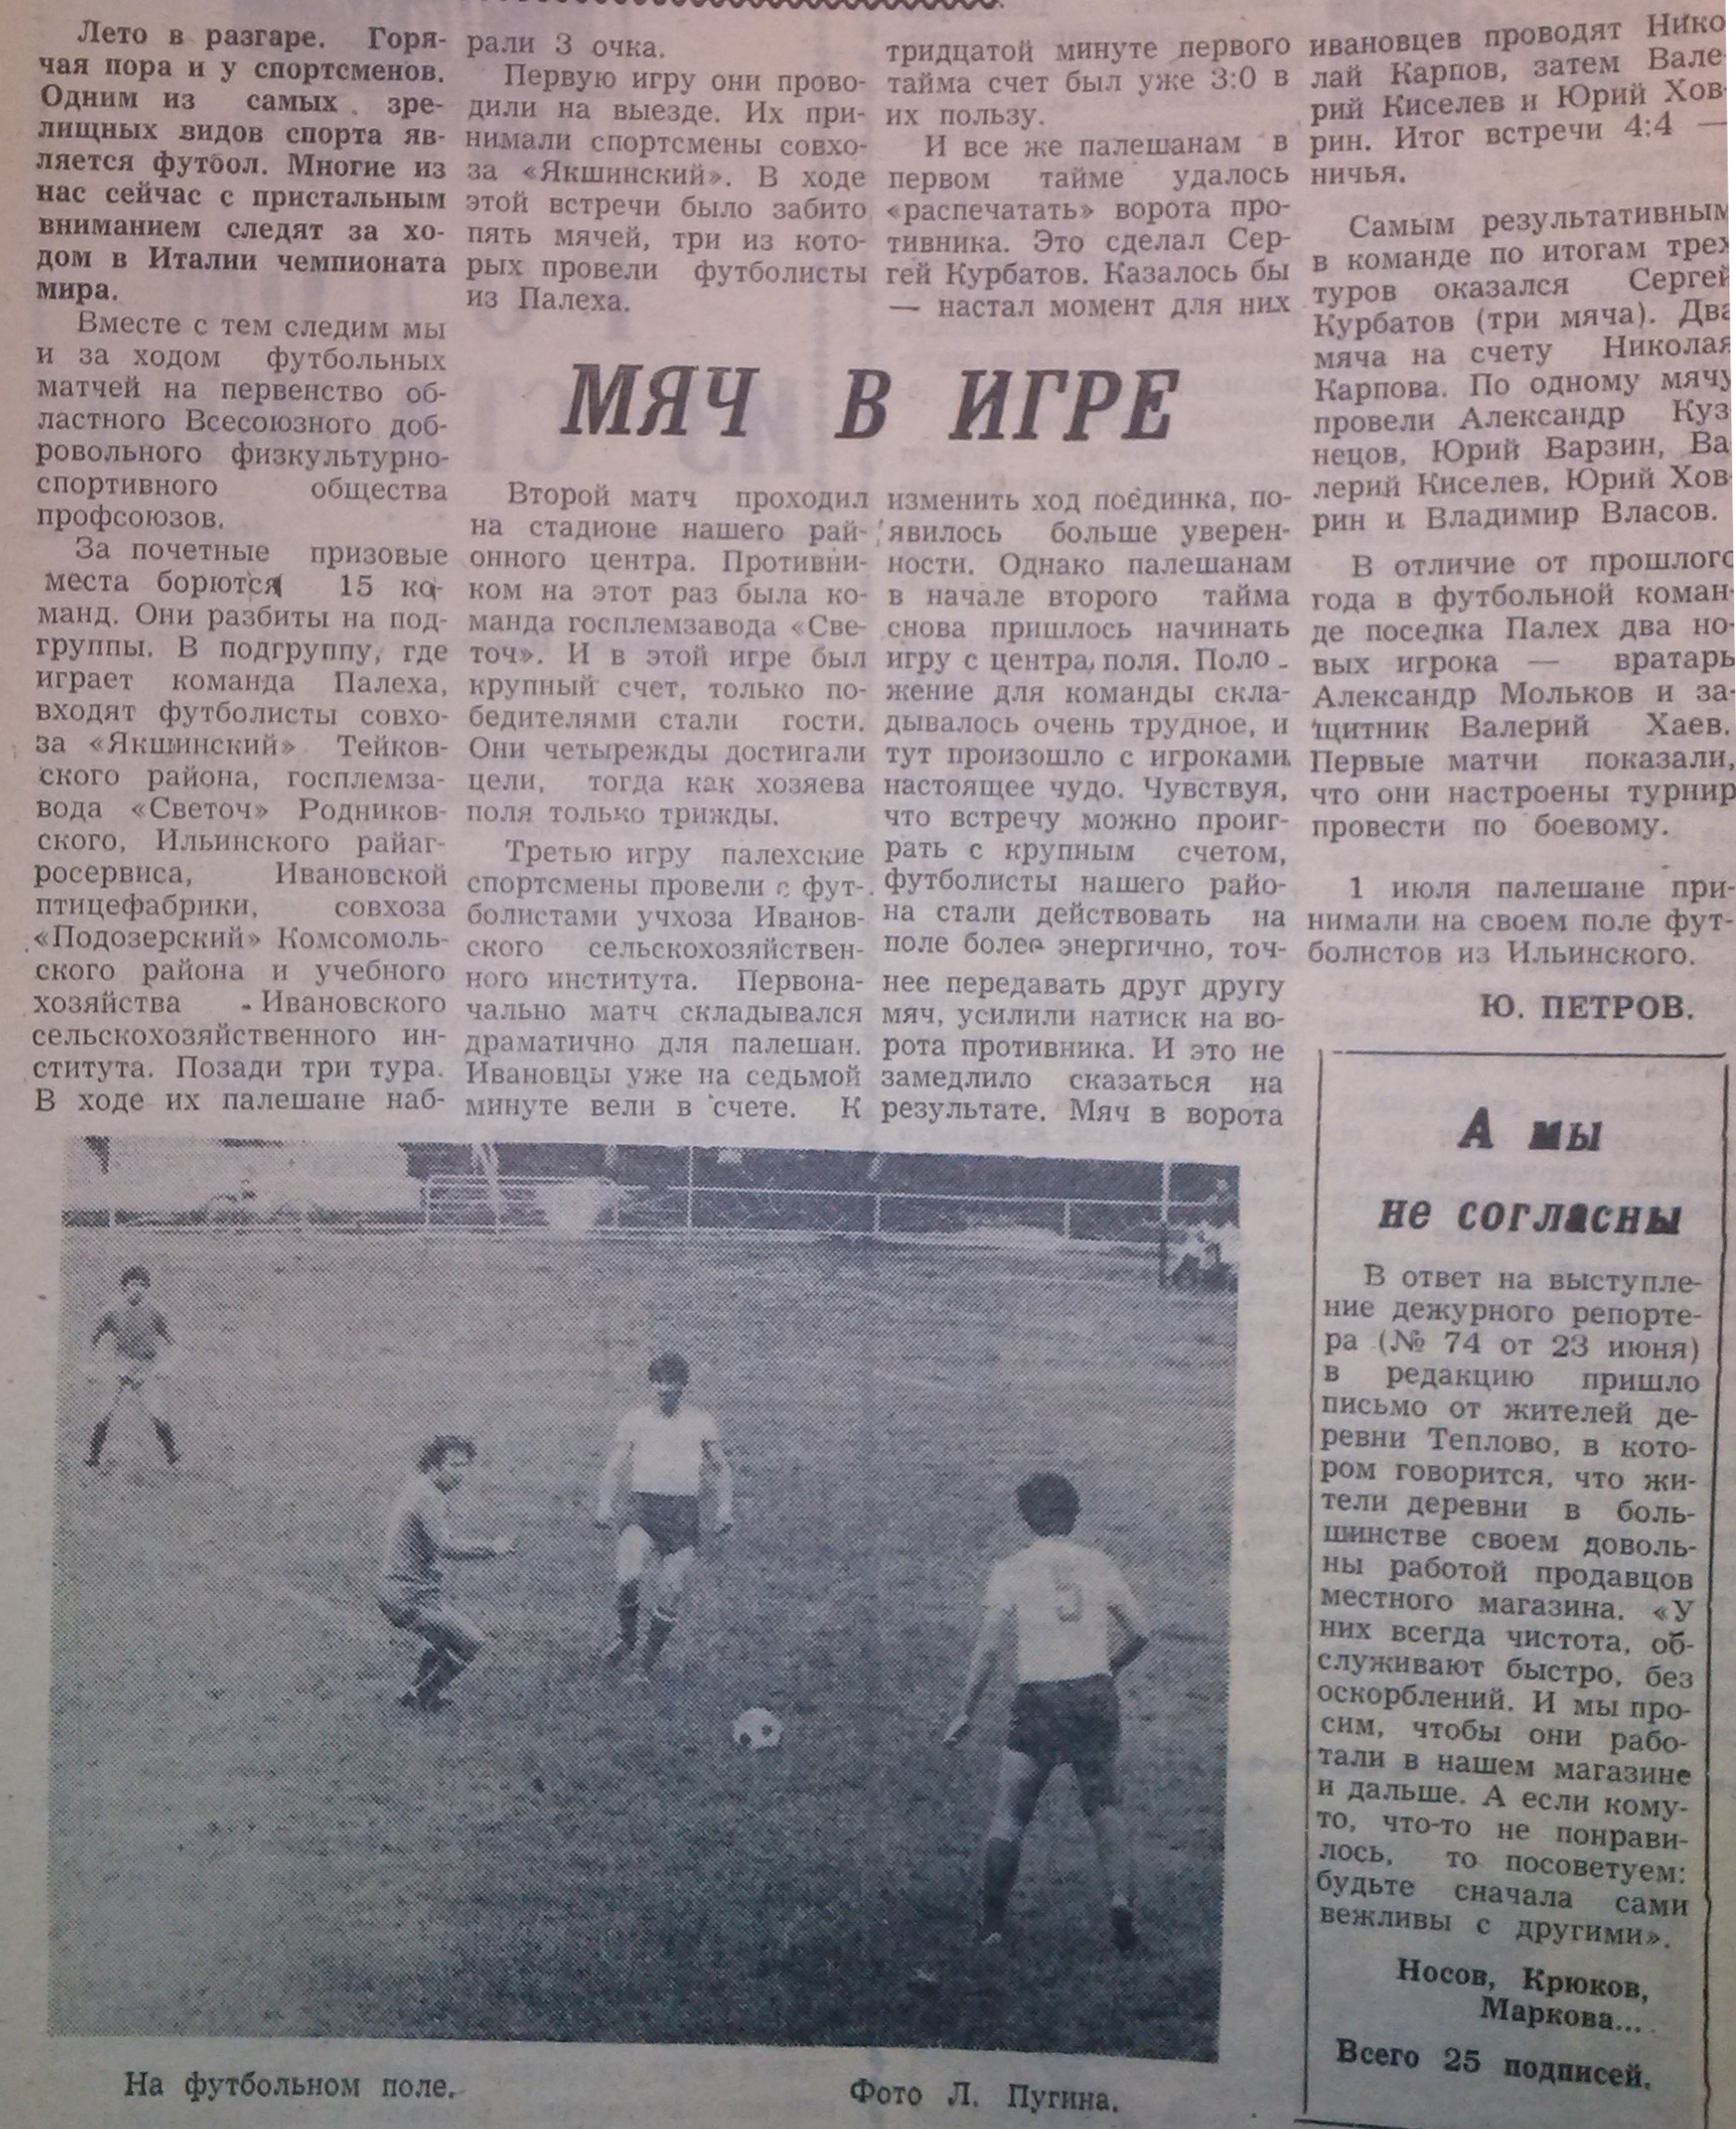 Лето в разгаре. Горя-
чая пора и у спортсменов.
Одним из самых зре-
лищных видов спорта яв-
ляется футбол. Многие из
нас сейчас с пристальным
вниманием следят за хо-
дом в Италии чемпионата
мира.
Вместе с тем следим мы
и за ходом футбольных
матчей на первенство об-
ластного Всесоюзного доб-
ровольного физкультурно-
спортивного общества
профсоюзов.
За почетные призовые
места борются 15 ко-
манд. Они разбиты на под-
группы. В подгруппу, где
играет команда Палеха,
входят футболисты совхо-
за «Якшинский» Тейков-
ского района, госплемза-
вода «Светоч» Родников-
ского, Ильинского райаг-
росервиса, Ивановской
птицефабрики, совхоза
«Подозерский» Комсомоль-
ского района и учебного
хозяйства Ивановского
сельскохозяйственного ин-
ститута. Позади три тура.
В ходе их палешане наб-
рали 3 очка.
Первую игру они прово-
дили на выезде. Их при-
нимали спортсмены совхо-
за «Якшинский». В ходе
этой встречи было забито
пять мячей, три из кото-
рых провели футболисты
из Палеха.
МЯЧ В ИГРЕ
Второй матч проходил
на стадионе нашего рай-
онного центра. Противни-
ком на этот раз была ко-
манда госплемзавода «Све-
точ». И в этой игре был
крупный счет, только по-
бедителями стали гости.
Они четырежды достигали
цели, тогда как хозяева
поля только трижды.
Третью игру палехские
спортсмены провели с фут-
болистами учхоза Иванов-
ского сельскохозяйствен-
ного института. Первона-
чально матч складывался
драматично для палешан.
Ивановцы уже на седьмой
минуте вели в счете. К
тридцатой минуте первого
тайма счет был уже 3:0 в
их пользу.
И все же палешанам в
первом тайме удалось
«распечатать» ворота про-
тивника. Это сделал Сер-
гей Курбатов. Казалось бы
— настал момент для них
изменить ход поединка, по-
явилось больше уверен-
ности. Однако палешанам
в начале второго тайма
снова пришлось начинать
игру с центра поля. Поло-
жение для команды скла-
дывалось очень трудное, и
тут произошло с игроками
настоящее чудо. Чувствуя,
что встречу можно проиг-
рать с крупным счетом,
футболисты нашего райо-
на стали действовать на
поле более энергично, точ-
нее передавать друг другу
мяч, усилили натиск на во-
рота противника. И это не
замедлило сказаться на
результате. Мяч в ворота
ивановцев проводят Нико
лай Карпов, затем Вале
рий Киселев и Юрий Хов-
рин. Итог встречи 4:4 —
ничья.
Самым результативным
в команде по итогам трех
туров оказался Сергей
Курбатов (три мяча). Два
мяча на счету Николая
Карпова. По одному мячу
провели Александр Куз
нецов, Юрий Варзин, Ва
лерий Киселев, Юрий Хов
рин и Владимир Власов.
В отличие от прошлого
года в футбольной коман-
де поселка Палех два но-
вых игрока — вратарь
Александр Мольков и за-
щитник Валерий Хаев.
Первые матчи показали,
что они настроены турнир
провести по боевому.
1 июля палешане при-
нимали на своем поле фут-
болистов из Ильинского.
Ю. ПЕТРОВ.
На футбольном поле.
Фото Л. Пугина.
5
А мы
не согласны
В ответ на выступле-
ние дежурного репорте-
ра (№ 74 от 23 июня)
в редакцию пришло
письмо от жителей де-
ревни Теплово, в кото-
ром говорится, что жи-
тели деревни в боль-
шинстве своем доволь-
ны работой продавцов
местного магазина. «У
них всегда чистота, об-
служивают быстро, без
оскорблений. И мы про-
сим, чтобы они рабо-
тали в нашем магазине
и дальше. А если кому-
то, что-то не понрави-
лось, то посоветуем:
будьте сначала сами
вежливы с другими».
Носов, Крюков,
Маркова...
Всего 25 подписей.